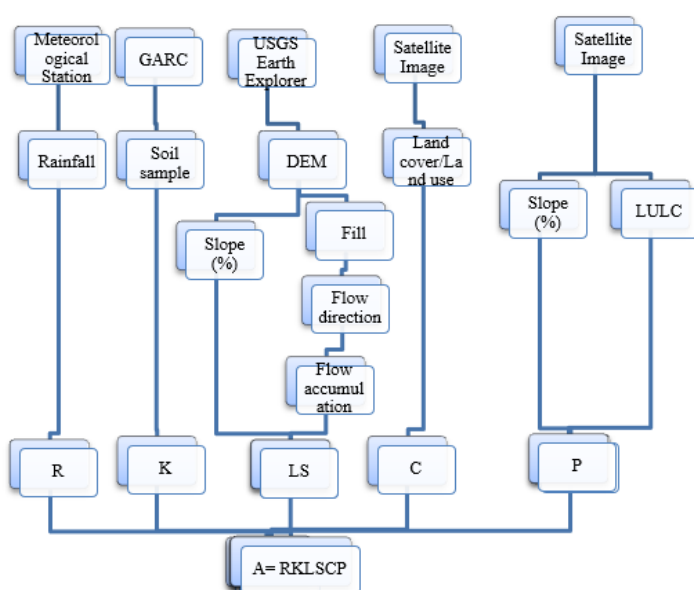 Meteorol
ogical
Station
GARC
USGS
Earth
Explorer
Satellite
Image
Satellite
Image
Rainfall
Soil
sample
DEM
Land
cover/La
nd use
Slope
(%)
Fill
Slope
(%)
LULC
Flow
direction
Flow
accumul
ation
R
K
LS
C
P
A= RKLSCP